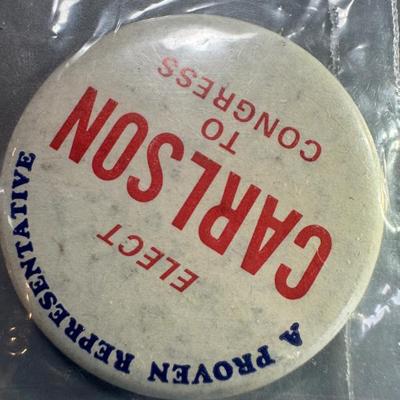 A PROVEN REPRESENTATIVE
ELECT
CARLSON
TO
CONGRESS